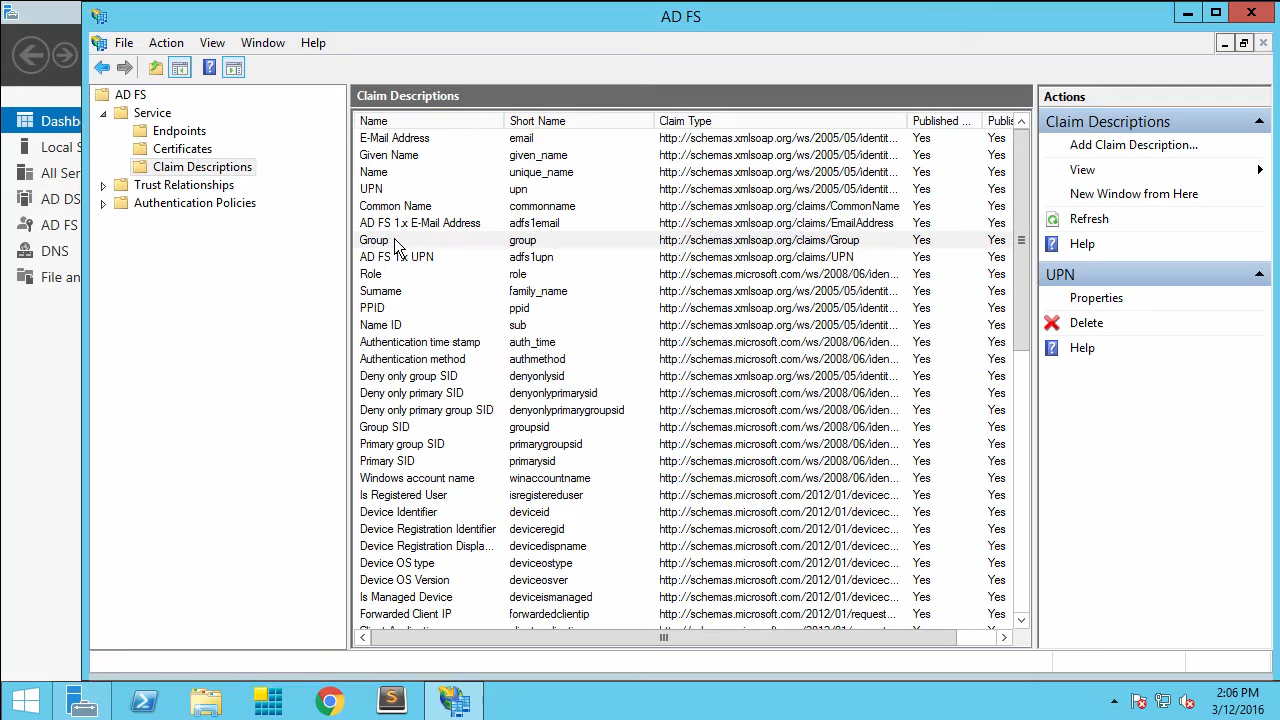 AD FS
File Action View Window Help
Dashb
Local S
All Ser
AD DS
AD FS
DNS
File an
AD FS
Service
Endpoints
Certificates
Claim Descriptions
Trust Relationships
Authentication Policies
Claim Descriptions
Name Short Name Claim Type Published ... Publis
E-Mail Address email http://schemas.xmlsoap.org/ws/2005/05/identit... Yes Yes
Given Name given_name http://schemas.xmlsoap.org/ws/2005/05/identit... Yes Yes
Name unique_name http://schemas.xmlsoap.org/ws/2005/05/identit... Yes Yes
UPN upn http://schemas.xmlsoap.org/ws/2005/05/identit... Yes Yes
Common Name commonname http://schemas.xmlsoap.org/claims/CommonName Yes Yes
AD FS 1.x E-Mail Address adfs1email http://schemas.xmlsoap.org/claims/EmailAddress Yes Yes
Group group http://schemas.xmlsoap.org/claims/Group Yes Yes
AD FS x UPN adfs1upn http://schemas.xmlsoap.org/claims/UPN Yes Yes
Role role http://schemas.microsoft.com/ws/2008/06/iden... Yes Yes
Surname family_name http://schemas.xmlsoap.org/ws/2005/05/identit... Yes Yes
PPID ppid http://schemas.xmlsoap.org/ws/2005/05/identit... Yes Yes
Name ID sub http://schemas.xmlsoap.org/ws/2005/05/identit... Yes Yes
Authentication time stamp auth_time http://schemas.microsoft.com/ws/2008/06/iden... Yes Yes
Authentication method authmethod http://schemas.microsoft.com/ws/2008/06/iden... Yes Yes
Deny only group SID denyonlysid http://schemas.xmlsoap.org/ws/2005/05/identit... Yes Yes
Deny only primary SID denyonlyprimarysid http://schemas.microsoft.com/ws/2008/06/iden... Yes Yes
Deny only primary group SID denyonlyprimarygroupsid http://schemas.microsoft.com/ws/2008/06/iden... Yes Yes
Group SID groupsid http://schemas.microsoft.com/ws/2008/06/iden... Yes Yes
Primary group SID primarygroupsid http://schemas.microsoft.com/ws/2008/06/iden... Yes Yes
Primary SID primarysid http://schemas.microsoft.com/ws/2008/06/iden... Yes Yes
Windows account name winaccountname http://schemas.microsoft.com/ws/2008/06/iden... Yes Yes
Is Registered User isregistereduser http://schemas.microsoft.com/2012/01/devicec... Yes Yes
Device Identifier deviceid http://schemas.microsoft.com/2012/01/devicec... Yes Yes
Device Registration Identifier deviceregid http://schemas.microsoft.com/2012/01/devicec... Yes Yes
Device Registration Displa... devicedispname http://schemas.microsoft.com/2012/01/devicec... Yes Yes
Device OS type deviceostype http://schemas.microsoft.com/2012/01/devicec... Yes Yes
Device OS Version deviceosver http://schemas.microsoft.com/2012/01/devicec... Yes Yes
Is Managed Device deviceismanaged http://schemas.microsoft.com/2012/01/devicec... Yes Yes
Forwarded Client IP forwardedclientip http://schemas.microsoft.com/2012/01/request... Yes Yes
Actions
Claim Descriptions
Add Claim Description...
View
New Window from Here
Refresh
Help
UPN
Properties
Delete
Help
2:06 PM
3/12/2016